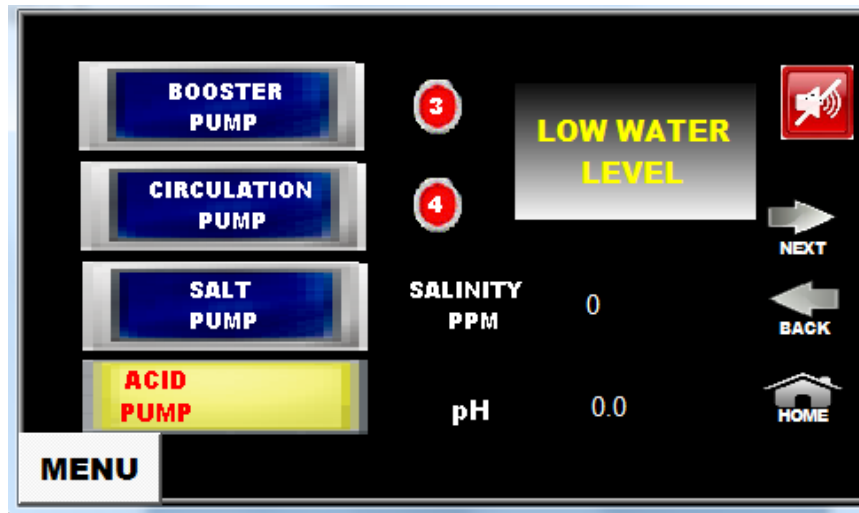 BOOSTER
PUMP
3
LOW WATER
LEVEL
CIRCULATION
PUMP
4
NEXT
SALT
PUMP
SALINITY
PPM
0
BACK
ACID
PUMP
pH
0.0
HOME
MENU